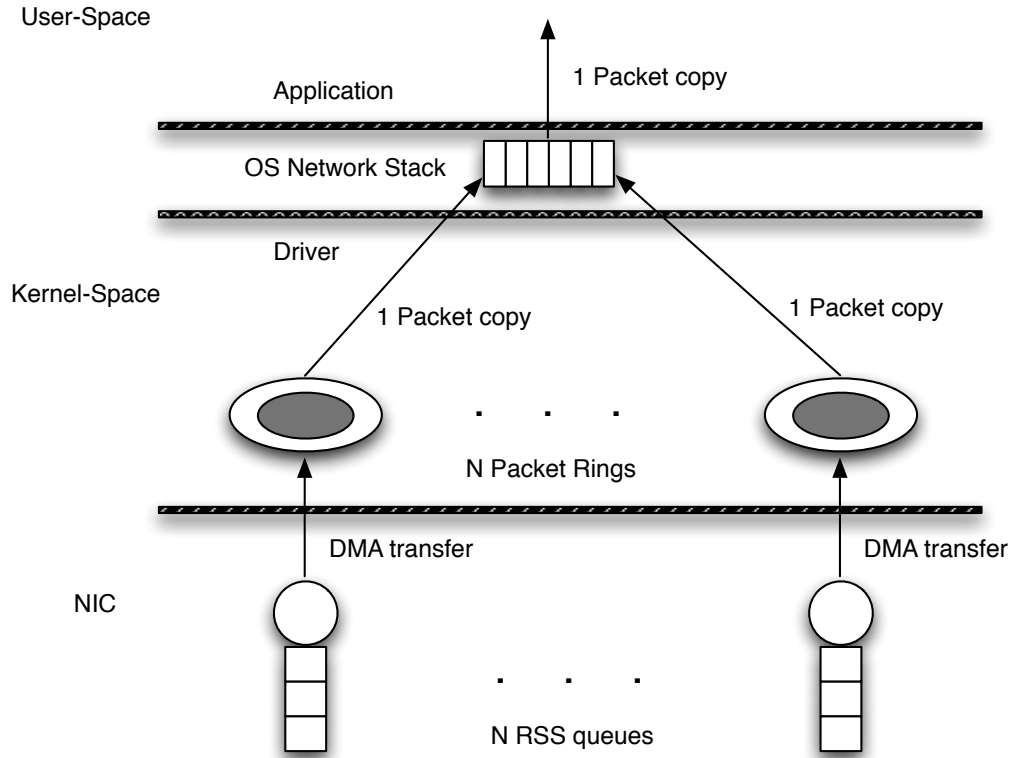 User-Space
1 Packet copy
Application
OS Network Stack
Driver
Kernel-Space
1 Packet copy
1 Packet copy
N Packet Rings
DMA transfer
DMA transfer
NIC
N RSS queues